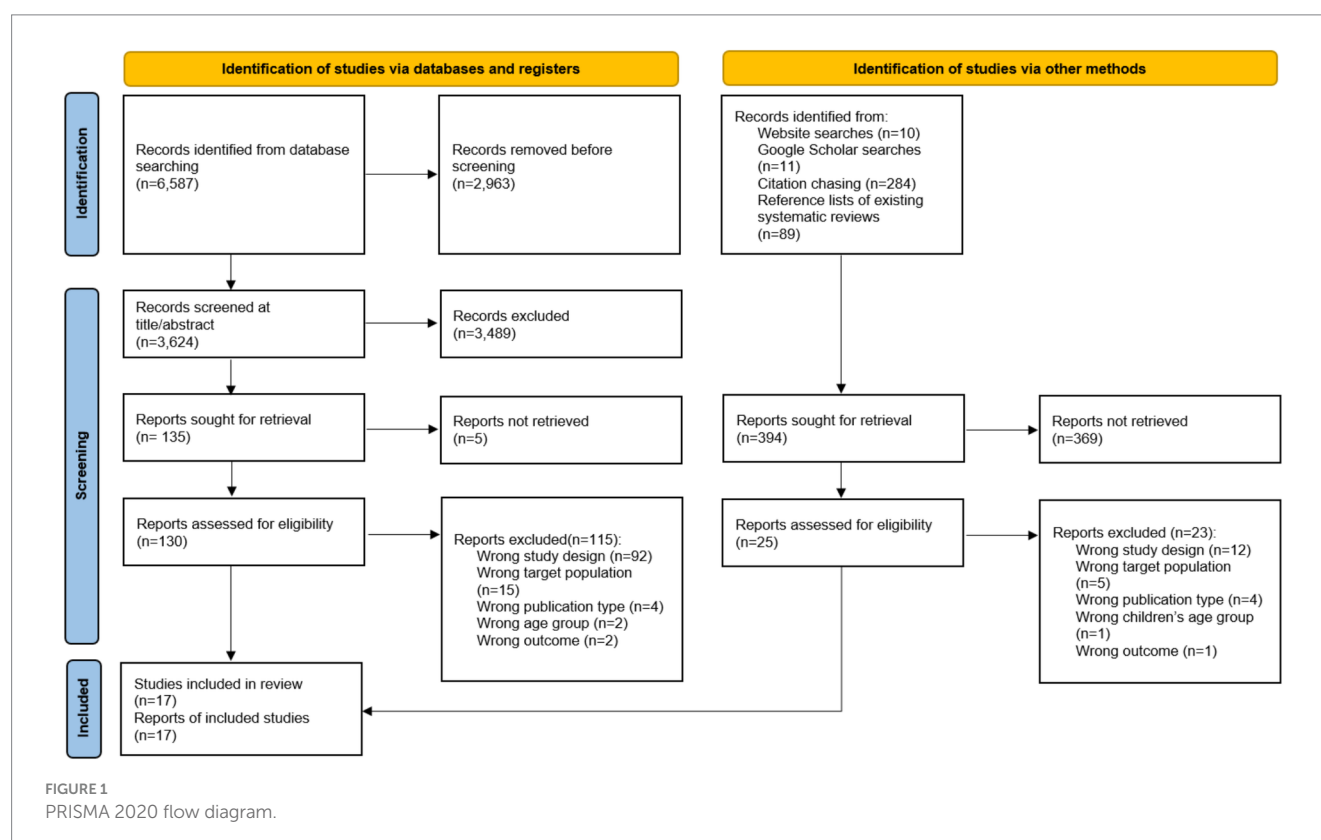 Identification of studies via databases and registers
Identification of studies via other methods
Identification
Records identified from database
searching
(n=6,587)
Records removed before
screening
(n=2,963)
Records identified from:
Website searches (n=10)
Google Scholar searches
(n=11)
Citation chasing (n=284)
Reference lists of existing
systematic reviews
(n=89)
Screening
Records screened at
title/abstract
(n=3,624)
Records excluded
(n=3,489)
Reports sought for retrieval
(n= 135)
Reports not retrieved
(n=5)
Reports sought for retrieval
(n=394)
Reports not retrieved
(n=369)
Reports assessed for eligibility
(n=130)
Reports excluded(n=115):
Wrong study design (n=92)
Wrong target population
(n=15)
Wrong publication type (n=4)
Wrong age group (n=2)
Wrong outcome (n=2)
Reports assessed for eligibility
(n=25)
Reports excluded (n=23):
Wrong study design (n=12)
Wrong target population
(n=5)
Wrong publication type (n=4)
Wrong children's age group
(n=1)
Wrong outcome (n=1)
Included
Studies included in review
(n=17)
Reports of included studies
(n=17)
FIGURE 1
PRISMA 2020 flow diagram.